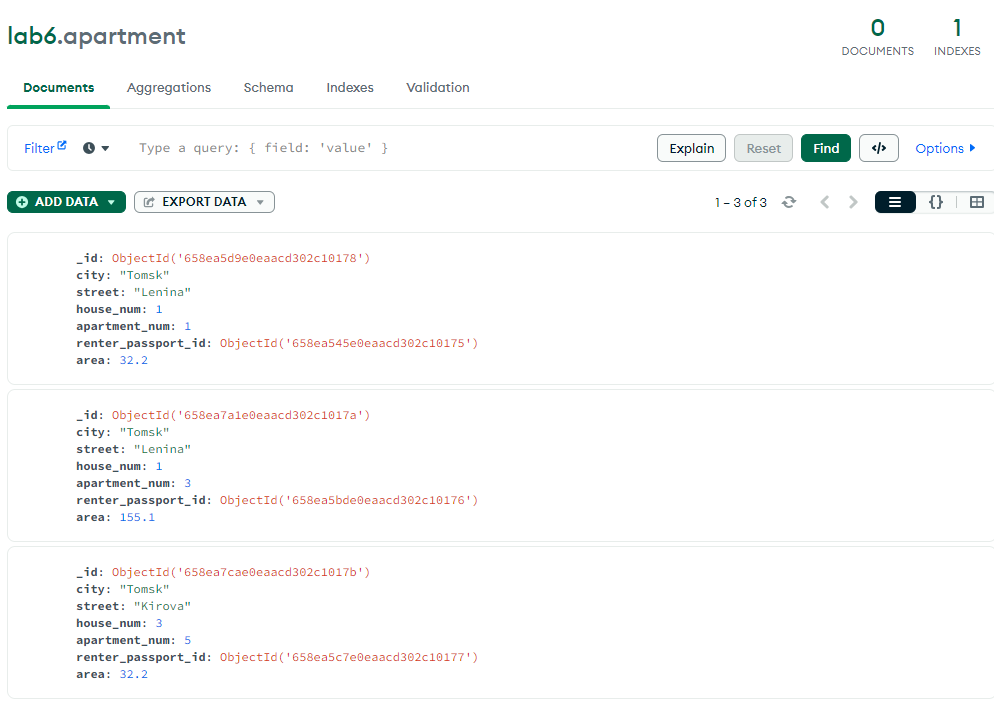 lab6.apartment
0 1
DOCUMENTS INDEXES
Documents Aggregations Schema Indexes Validation
Filter Type a query: { field: 'value' } Explain Reset Find </> Options
ADD DATA EXPORT DATA 1 – 3 of 3 {}
_id: ObjectId('658ea5d9e0eaacd302c10178')
city: "Tomsk"
street: "Lenina"
house_num: 1
apartment_num: 1
renter_passport_id: ObjectId('658ea545e0eaacd302c10175')
area: 32.2
_id: ObjectId('658ea7a1e0eaacd302c1017a')
city: "Tomsk"
street: "Lenina"
house_num: 1
apartment_num: 3
renter_passport_id: ObjectId('658ea5bde0eaacd302c10176')
area: 155.1
_id: ObjectId('658ea7cae0eaacd302c1017b')
city: "Tomsk"
street: "Kirova"
house_num: 3
apartment_num: 5
renter_passport_id: ObjectId('658ea5c7e0eaacd302c10177')
area: 32.2